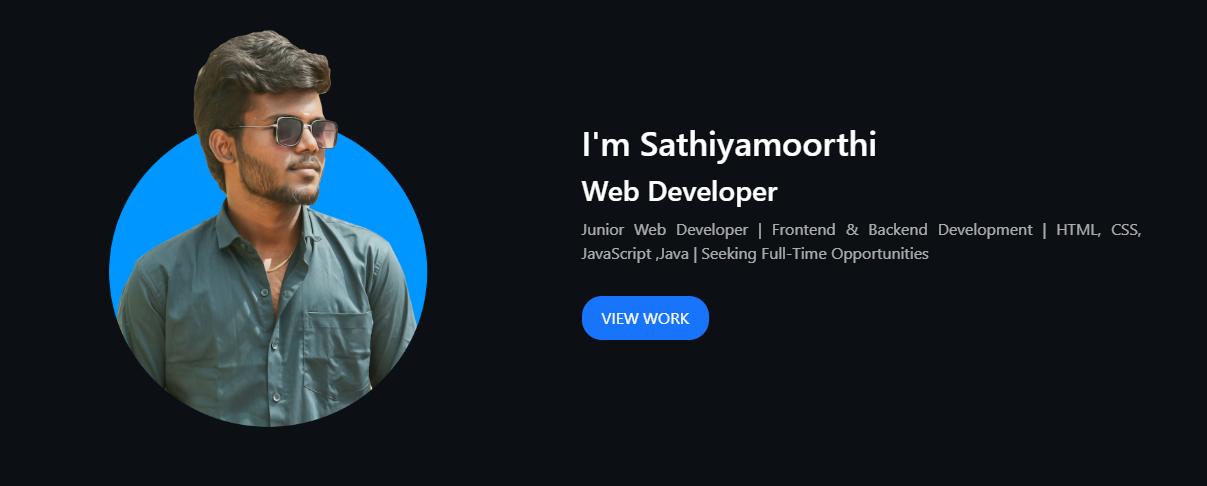 I'm Sathiyamoorthi
Web Developer
Junior Web Developer | Frontend & Backend Development | HTML, CSS,
JavaScript ,Java | Seeking Full-Time Opportunities
VIEW WORK